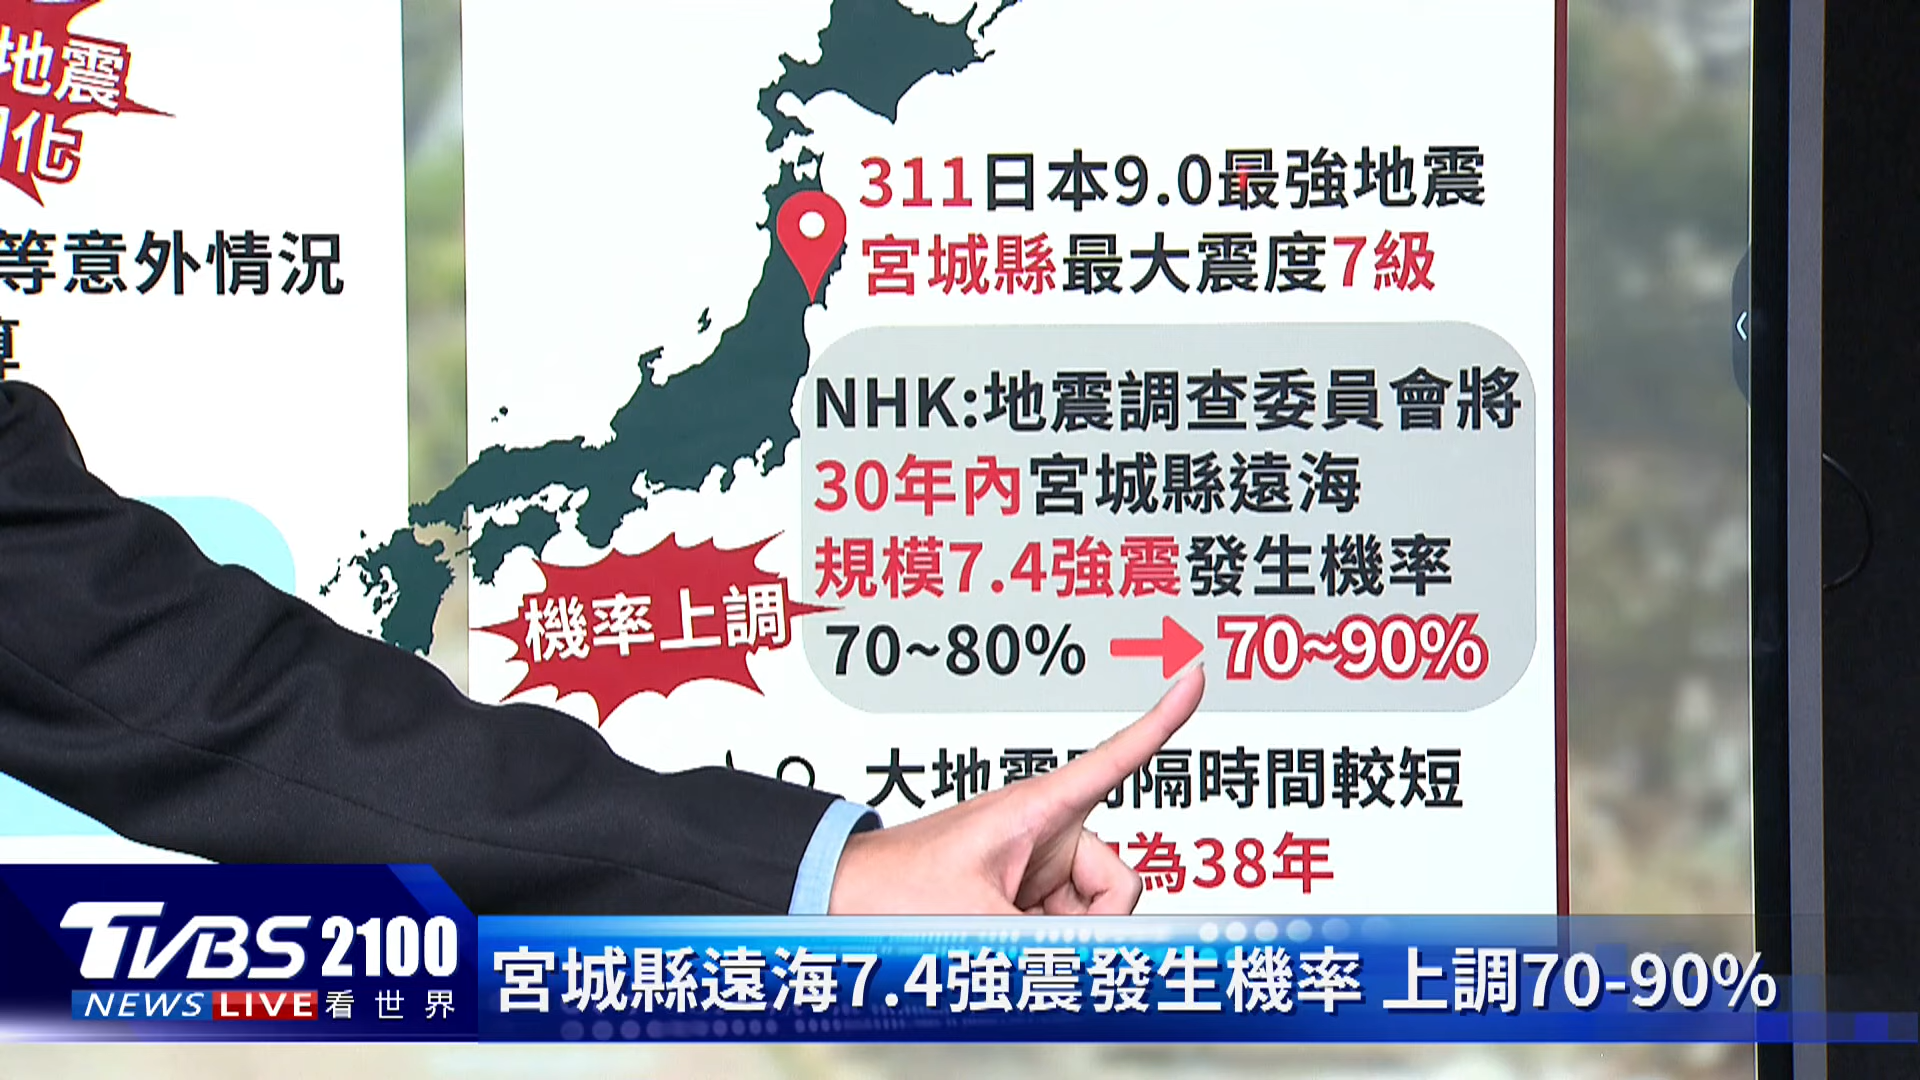 地震
化
等意外情況
311日本9.0最強地震
宮城縣最大震度7級
NHK:地震調查委員會將
30年內宮城縣遠海
規模7.4強震發生機率
機率上調
70~80% → 70~90%
大地震間隔時間較短
為38年
TVBS 2100
NEWS LIVE 看世界
宮城縣遠海7.4強震發生機率 上調70-90%